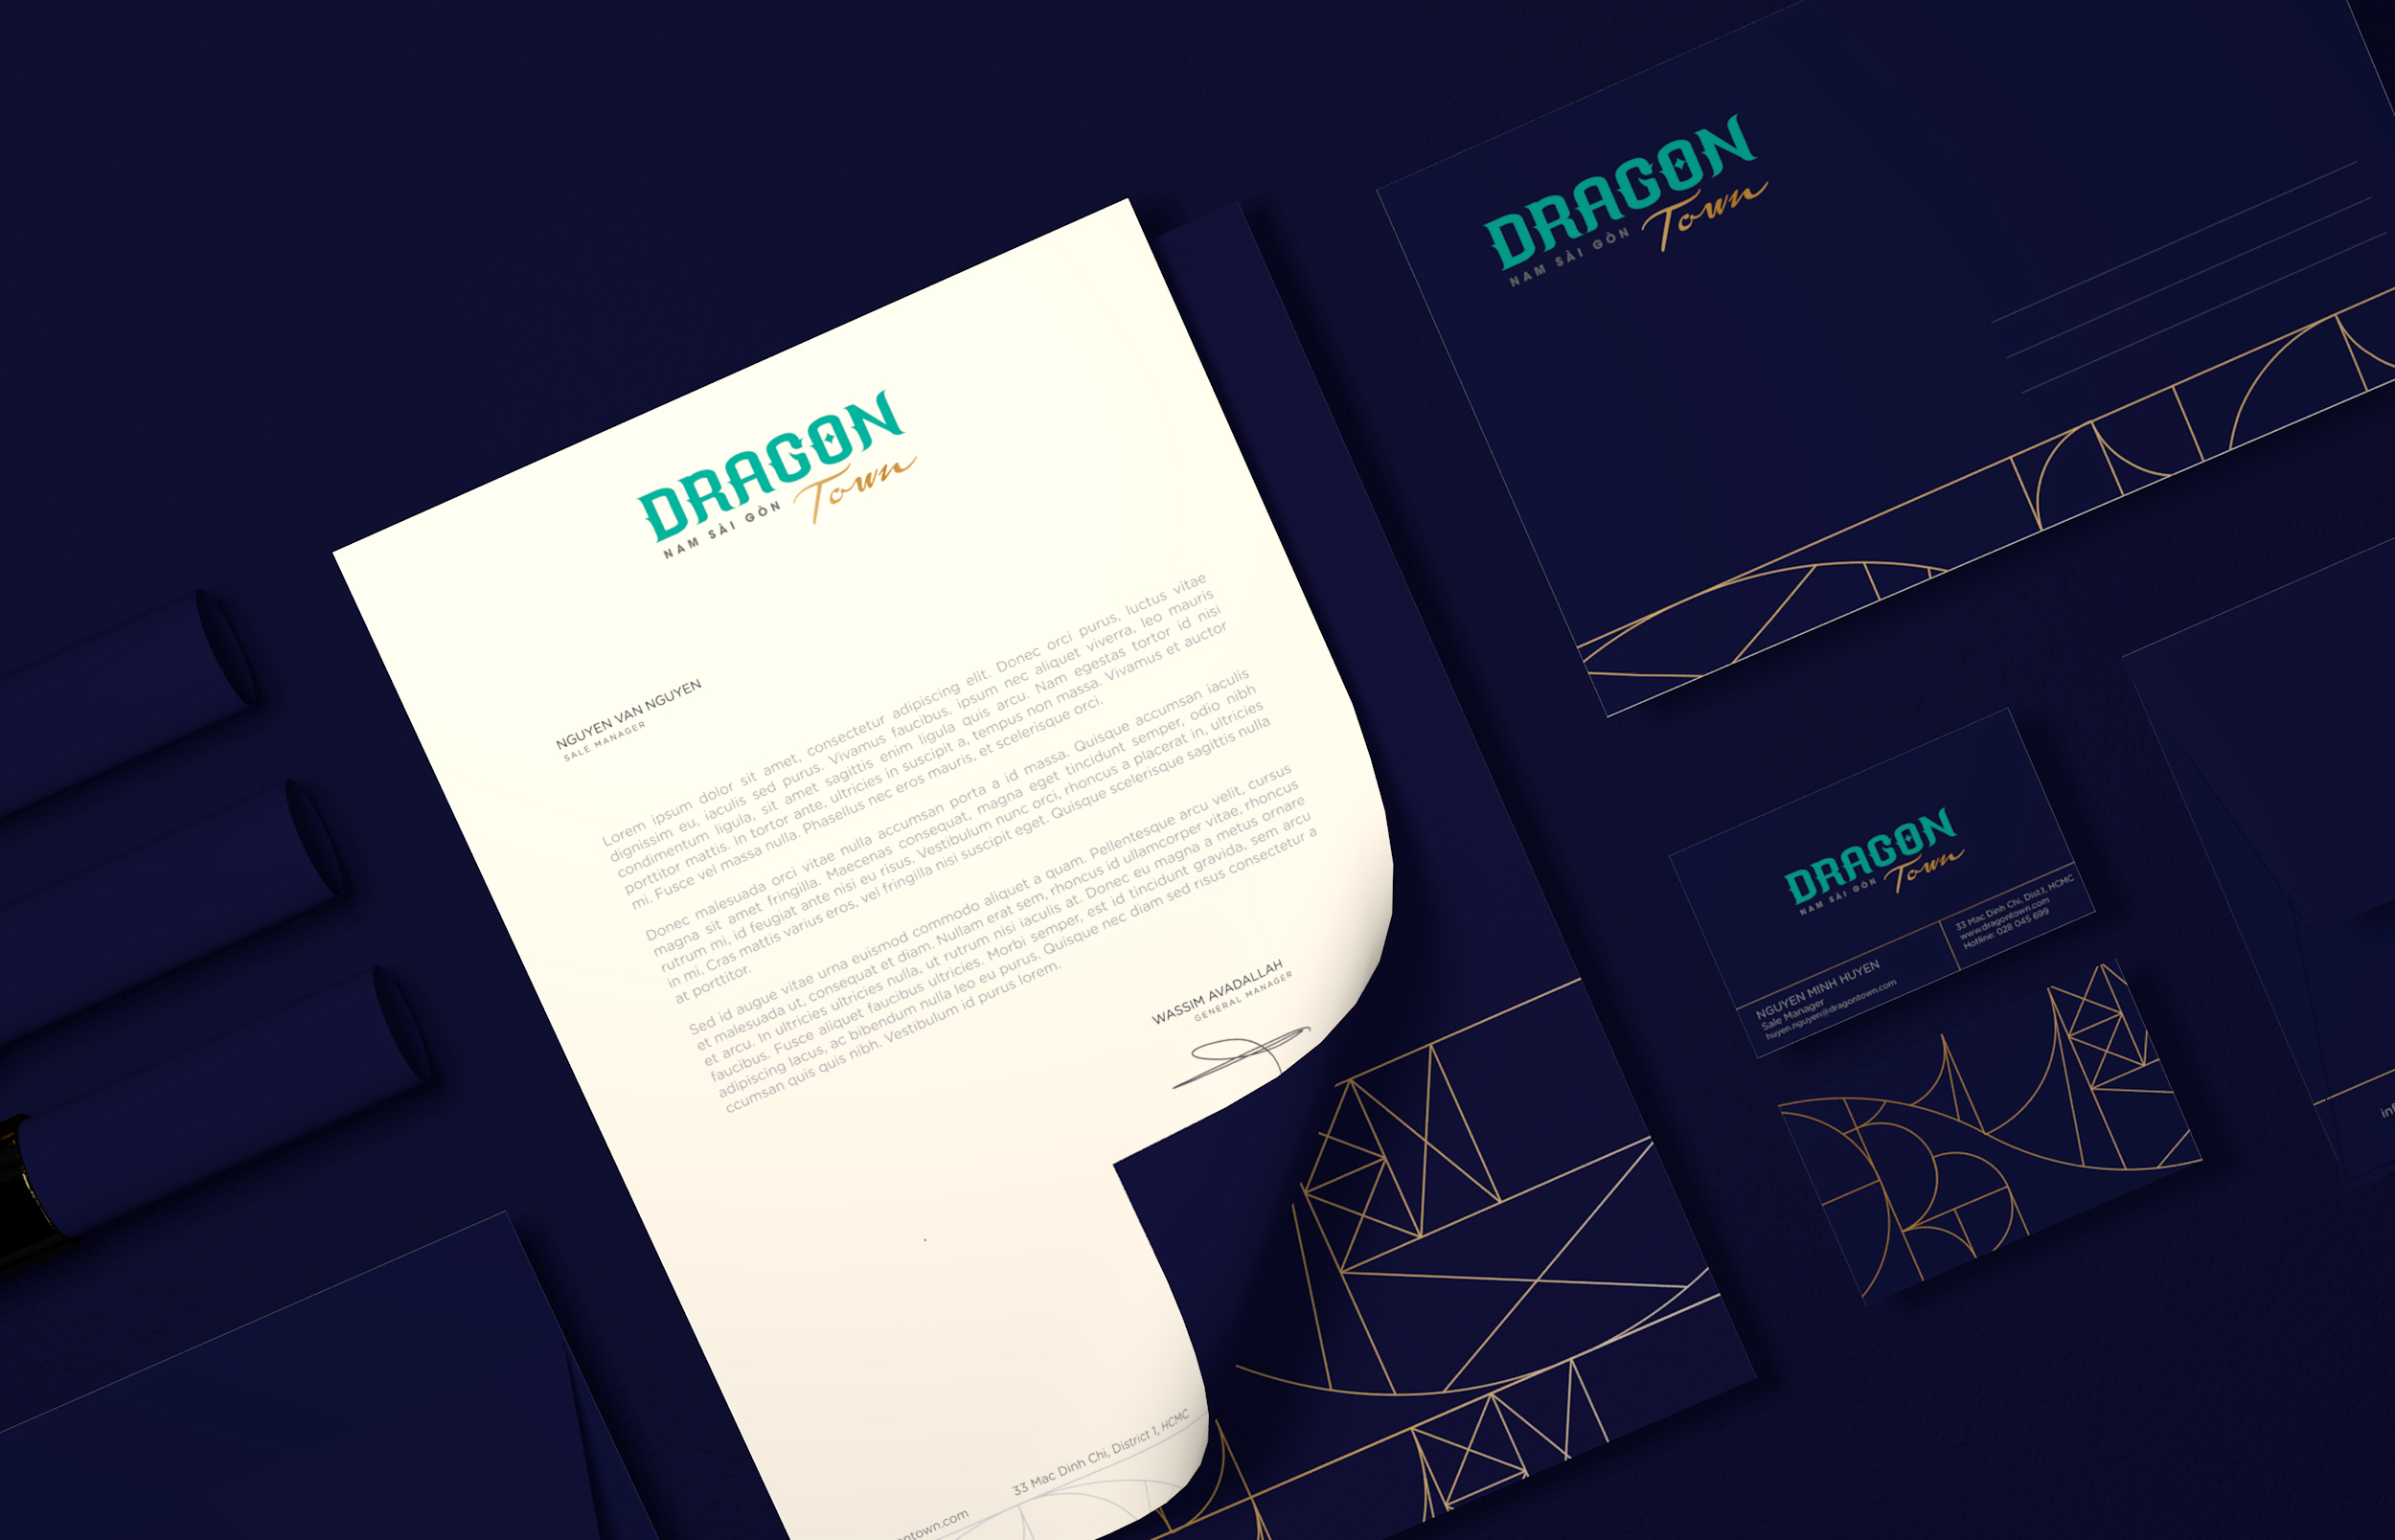 DRAGON
Town
NAM SÀI GÒN
NGUYEN VAN NGUYEN
SALE MANAGER
Lorem ipsum dolor sit amet, consectetur adipiscing elit. Donec orci purus, luctus vitae
dignissim eu, iaculis sed purus. Vivamus faucibus, ipsum nec aliquet viverra, leo mauris
condimentum ligula, sit amet sagittis enim ligula quis arcu. Nam egestas tortor id nisi
porttitor mattis. In tortor ante, ultricies in suscipit a, tempus non massa. Vivamus et auctor
mi. Fusce vel massa nulla. Phasellus nec eros mauris, et scelerisque orci.
Donec malesuada orci vitae nulla accumsan porta a id massa. Quisque accumsan iaculis
magna sit amet fringilla. Maecenas consequat, magna eget tincidunt semper, odio nibh
rutrum mi, id feugiat ante nisi eu risus. Vestibulum nunc orci, rhoncus a placerat in, ultricies
in mi. Cras mattis varius eros, vel fringilla nisi suscipit eget. Quisque scelerisque sagittis nulla
at porttitor.
Sed id augue vitae urna euismod commodo aliquet a quam. Pellentesque arcu velit, cursus
et malesuada ut, consequat et diam. Nullam erat sem, rhoncus id ullamcorper vitae, rhoncus
et arcu. In ultricies ultricies nulla, ut rutrum nisi iaculis at. Donec eu magna a metus ornare
faucibus. Fusce aliquet faucibus ultricies. Morbi semper, est id tincidunt gravida, sem arcu
adipiscing lacus, ac bibendum nulla leo eu purus. Quisque nec diam sed risus consectetur a
ccumsan quis quis nibh. Vestibulum id purus lorem.
WASSIM AVADALLAH
GENERAL MANAGER
33 Mac Dinh Chi, District 1, HCMC
ntown.com
DRAGON
Town
NAM SÀI GÒN
DRAGON
Town
NAM SÀI GÒN
NGUYEN MINH HUYEN
Sale Manager
huyen.nguyen@dragontown.com
33 Mac Dinh Chi, Dist.1, HCMC
www.dragontown.com
Hotline: 028 045 699